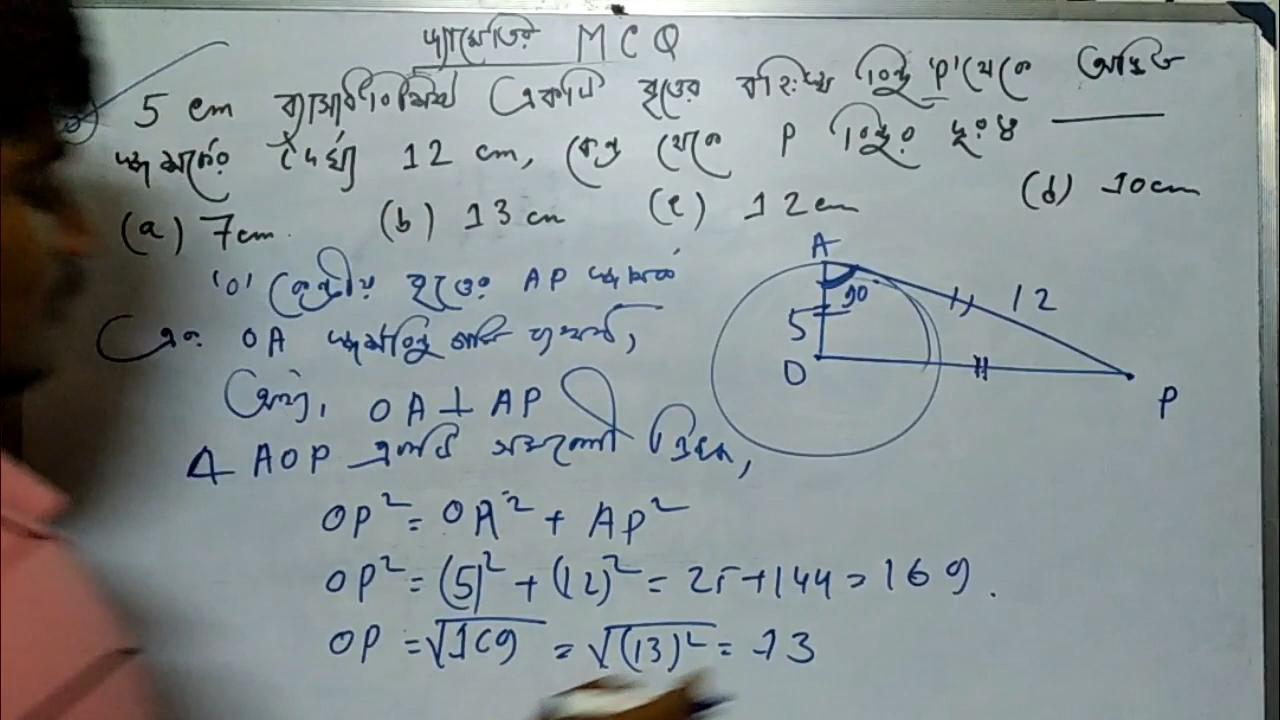 জ্যামিতির MCQ
5 cm ব্যাসার্ধবিশিষ্ট একটি বৃত্তের বহিঃস্থ বিন্দু 'P' থেকে অঙ্কিত
স্পর্শকের দৈর্ঘ্য 12 cm, কেন্দ্র থেকে P বিন্দুর দূরত্ব
(a) 7cm. (b) 13 cm (c) 12cm (d) 10cm
'O' কেন্দ্রীয় বৃত্তের AP স্পর্শক
এবং OA স্পর্শবিন্দু গামী ব্যাসার্ধ,
OA ⊥ AP
Δ AOP একটি সমকোণী ত্রিভুজ,
OP² = OA² + AP²
OP² = (5)² + (12)² = 25+144 = 169.
OP = √169 = √(13)² = 13
A
90
5
12
O
P